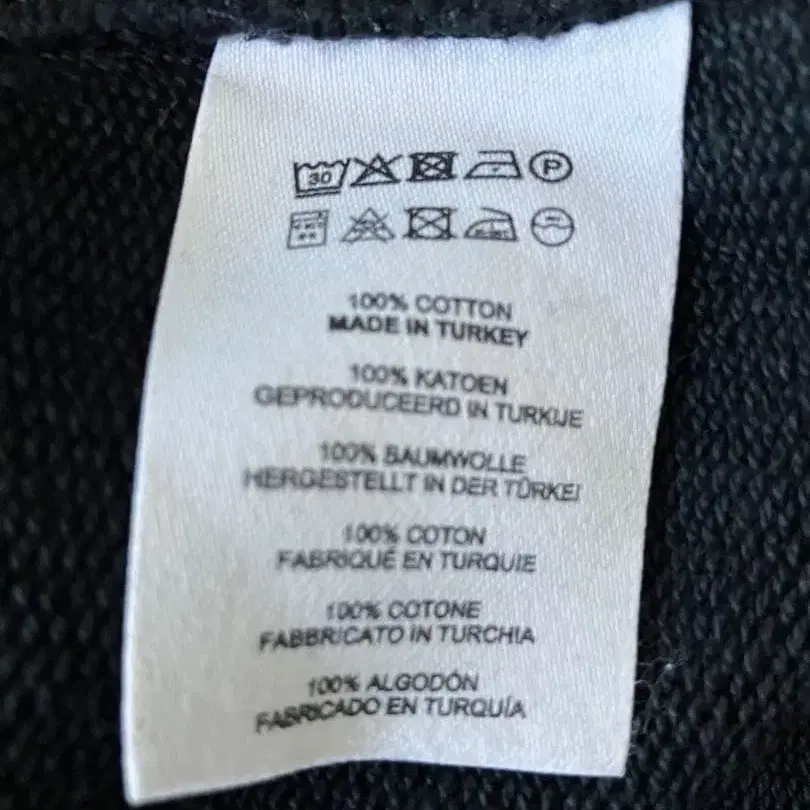 30 P
100% COTTON
MADE IN TURKEY
100% KATOEN
GEPRODUCEERD IN TURKIJE
100% BAUMWOLLE
HERGESTELLT IN DER TÜRKEI
100% COTON
FABRIQUÉ EN TURQUIE
100% COTONE
FABBRICATO IN TURCHIA
100% ALGODÓN
FABRICADO EN TURQUÍA